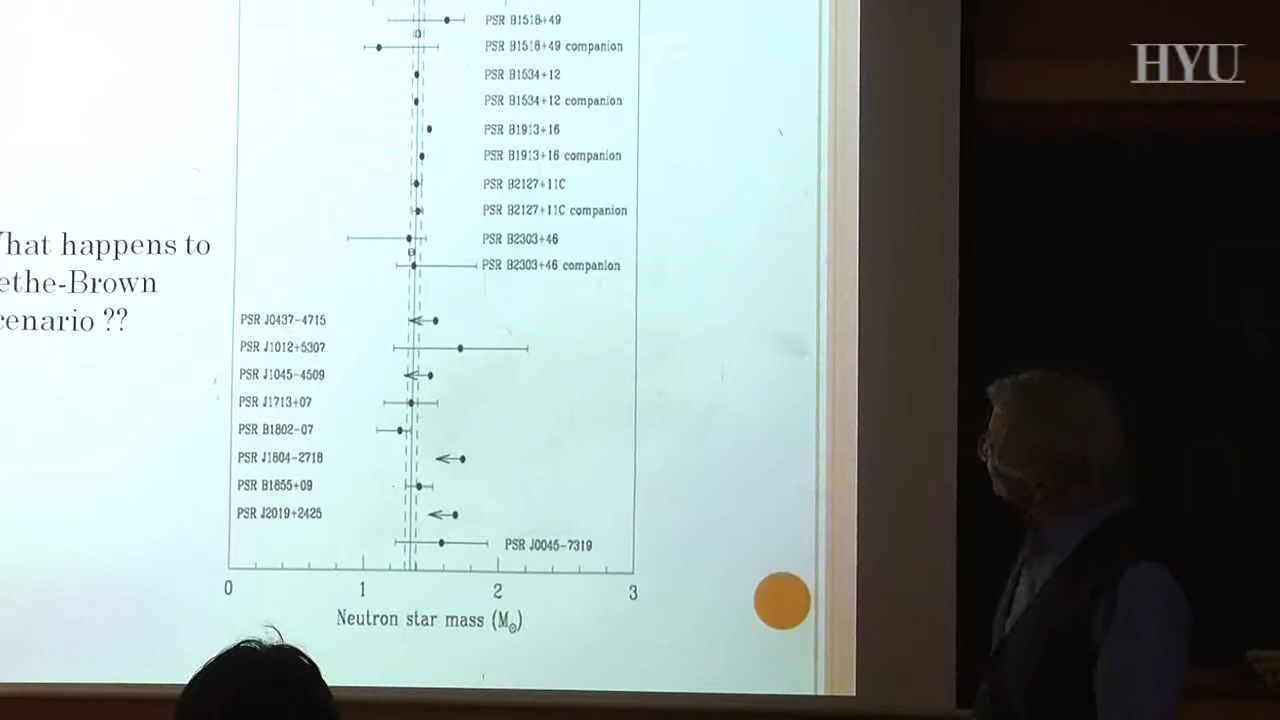 PSR B1518+49
PSR B1518+49 companion
PSR B1534+12
PSR B1534+12 companion
PSR B1913+16
PSR B1913+16 companion
PSR B2127+11C
PSR B2127+11C companion
PSR B2303+46
PSR B2303+46 companion
PSR J0437-4715
PSR J1012+5307
PSR J1045-4509
PSR J1713+07
PSR B1802-07
PSR J1804-2718
PSR B1855+09
PSR J2019+2425
PSR J0045-7319
0 1 2 3
Neutron star mass (M⊙)
hat happens to
ethe-Brown
cenario ??
HYU